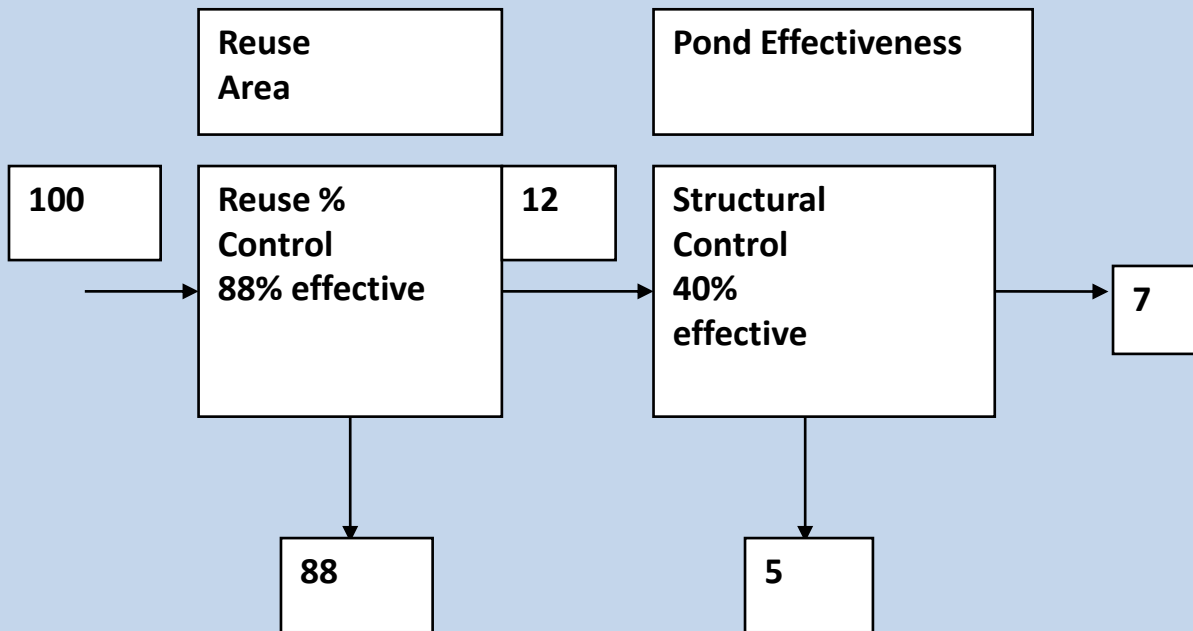 Reuse
Area
Pond Effectiveness
100
Reuse %
Control
88% effective
12
Structural
Control
40%
effective
7
88
5